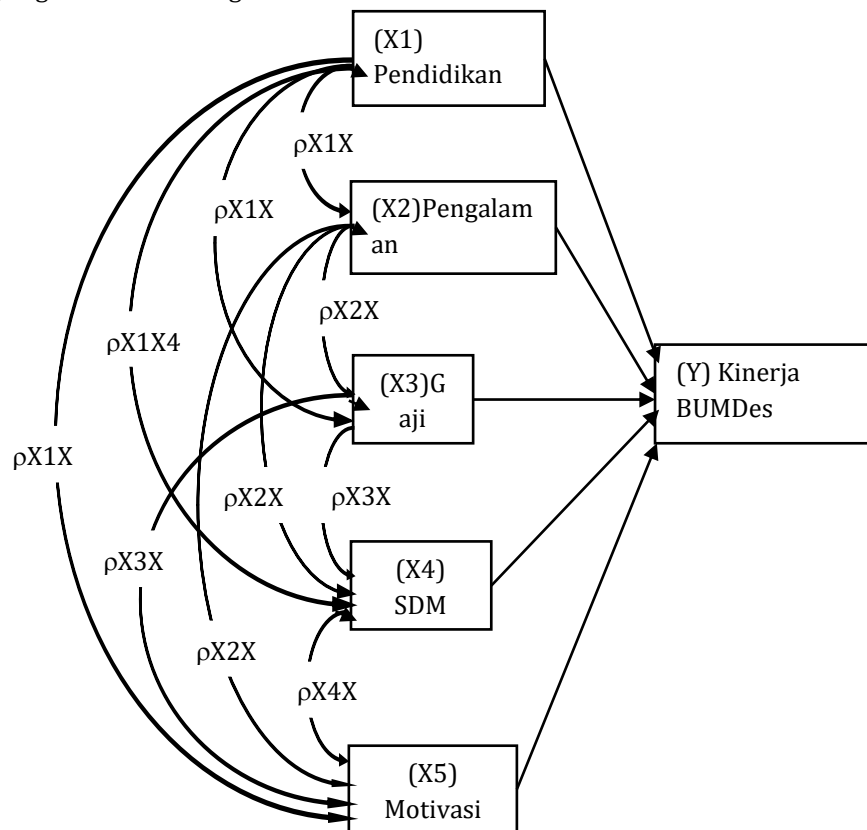 (X1)
Pendidikan
ρX1X
(X2)Pengalam
an
ρX1X
ρX2X
ρX1X4
(X3)G
aji
(Y) Kinerja
BUMDes
ρX1X
ρX2X
ρX3X
ρX3X
(X4)
SDM
ρX2X
ρX4X
(X5)
Motivasi